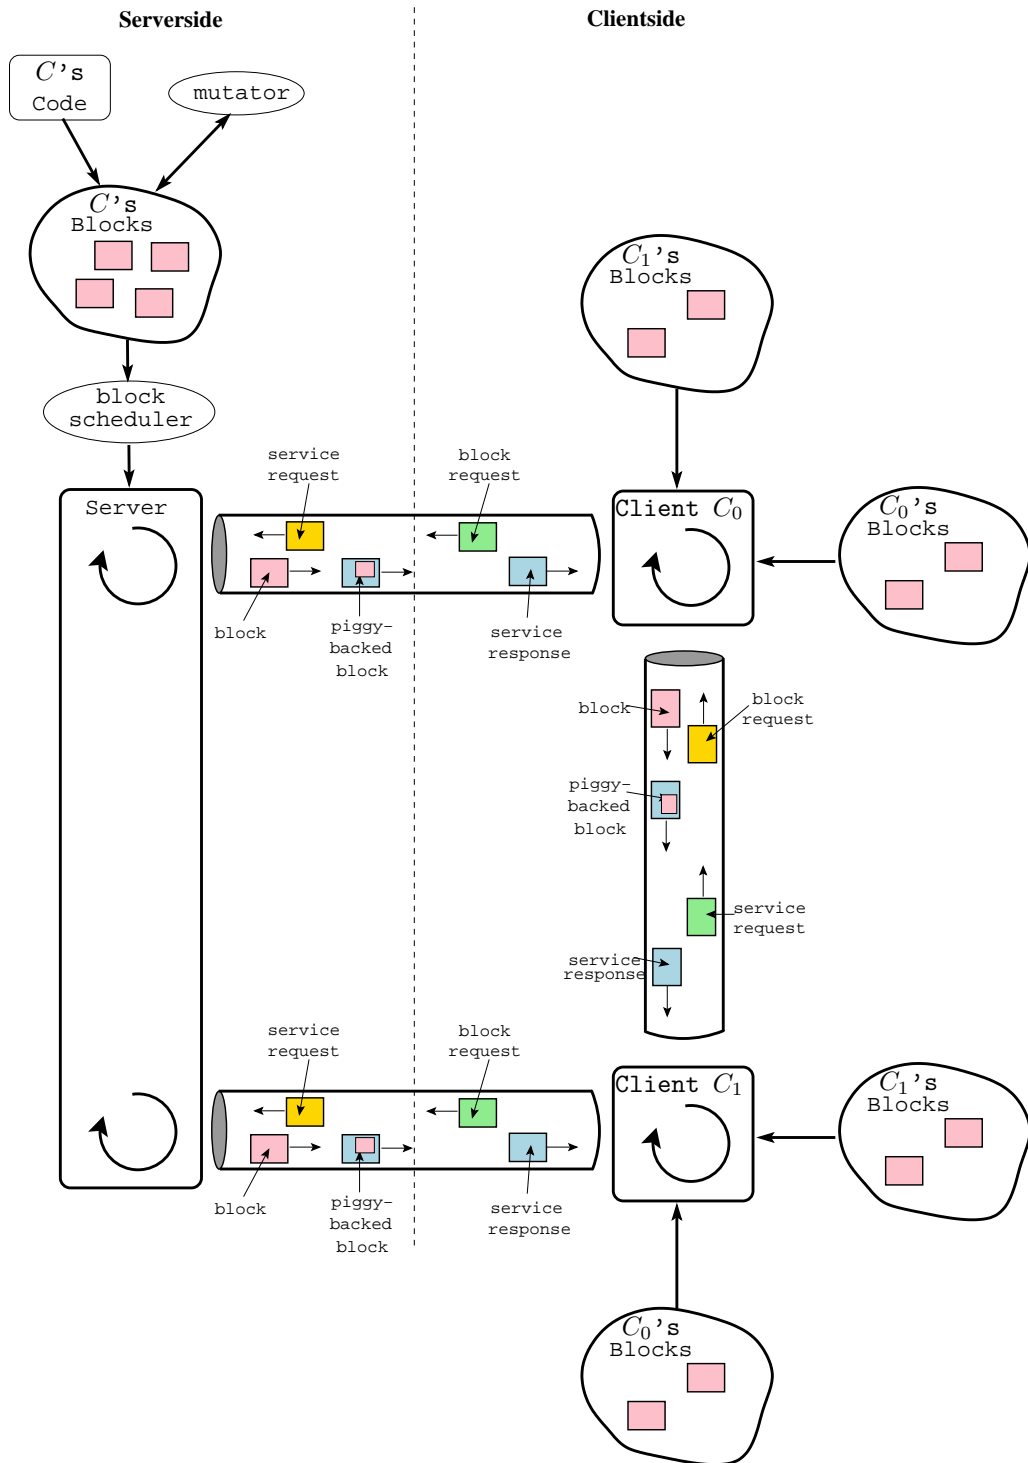 Serverside
Clientside
C's
Code
mutator
C's
Blocks
C₁'s
Blocks
block
scheduler
service
request
block
request
Server
Client C₀
C₀'s
Blocks
block
piggy-
backed
block
service
response
block
block
request
piggy-
backed
block
service
request
service
response
service
request
block
request
Client C₁
C₁'s
Blocks
block
piggy-
backed
block
service
response
C₀'s
Blocks